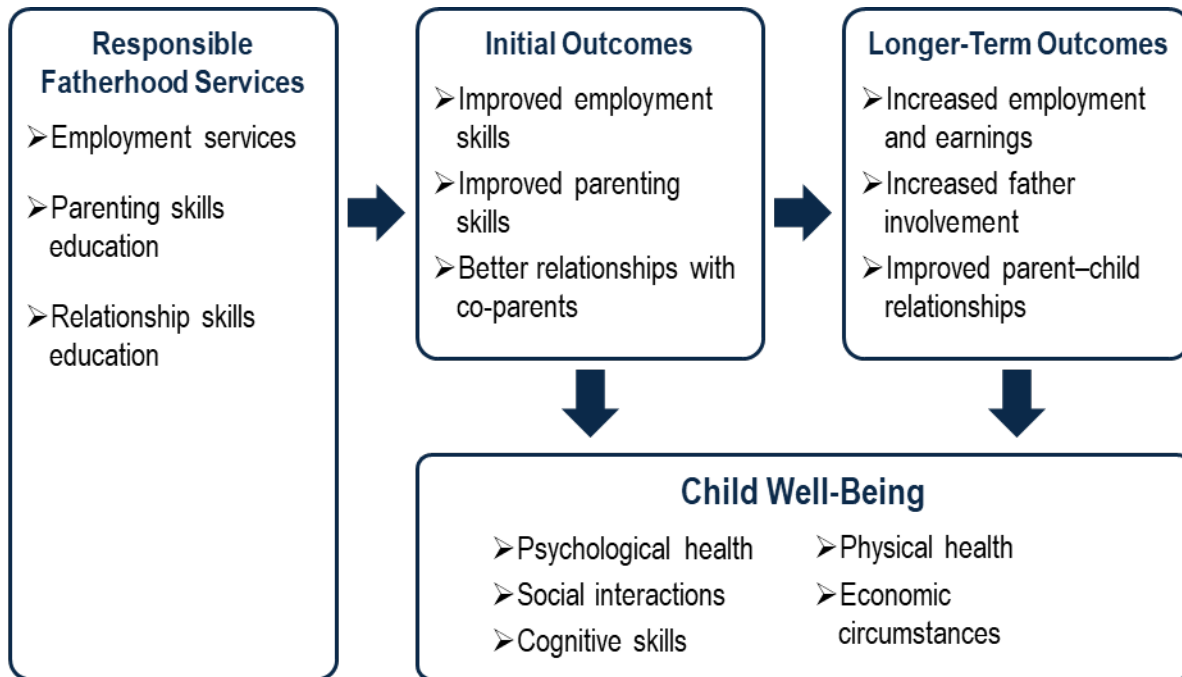 Responsible
Fatherhood Services
➢Employment services
➢Parenting skills
education
➢Relationship skills
education
Initial Outcomes
➢Improved employment
skills
➢Improved parenting
skills
➢Better relationships with
co-parents
Longer-Term Outcomes
➢Increased employment
and earnings
➢Increased father
involvement
➢Improved parent–child
relationships
Child Well-Being
➢Psychological health
➢Social interactions
➢Cognitive skills
➢Physical health
➢Economic
circumstances